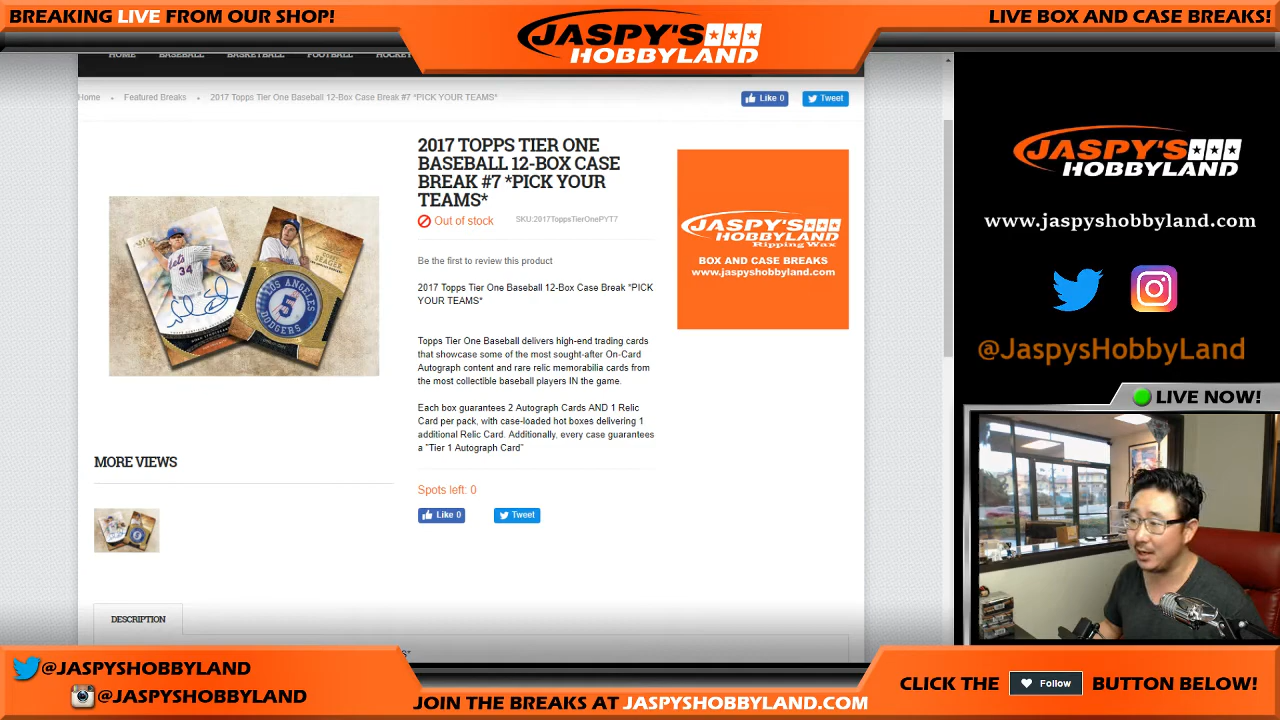 BREAKING LIVE FROM OUR SHOP!
JASPY'S
HOBBYLAND
LIVE BOX AND CASE BREAKS!
HOME BASEBALL BASKETBALL FOOTBALL HOCKEY
Home • Featured Breaks • 2017 Topps Tier One Baseball 12-Box Case Break #7 *PICK YOUR TEAMS*
Like 0 Tweet
2017 TOPPS TIER ONE
BASEBALL 12-BOX CASE
BREAK #7 *PICK YOUR
TEAMS*
Out of stock SKU:2017ToppsTierOnePYT7
Be the first to review this product
2017 Topps Tier One Baseball 12-Box Case Break *PICK
YOUR TEAMS*
Topps Tier One Baseball delivers high-end trading cards
that showcase some of the most sought-after On-Card
Autograph content and rare relic memorabilia cards from
the most collectible baseball players IN the game.
Each box guarantees 2 Autograph Cards AND 1 Relic
Card per pack, with case-loaded hot boxes delivering 1
additional Relic Card. Additionally, every case guarantees
a "Tier 1 Autograph Card"
Spots left: 0
Like 0 Tweet
Mets
34
LOS ANGELES
5
DODGERS
COREY
SEAGER
MORE VIEWS
DESCRIPTION
JASPY'S
HOBBYLAND
Ripping Wax
BOX AND CASE BREAKS
www.jaspyshobbyland.com
JASPY'S
HOBBYLAND
www.jaspyshobbyland.com
@JaspysHobbyLand
LIVE NOW!
@JASPYSHOBBYLAND
@JASPYSHOBBYLAND
JOIN THE BREAKS AT JASPYSHOBBYLAND.COM
CLICK THE Follow BUTTON BELOW!